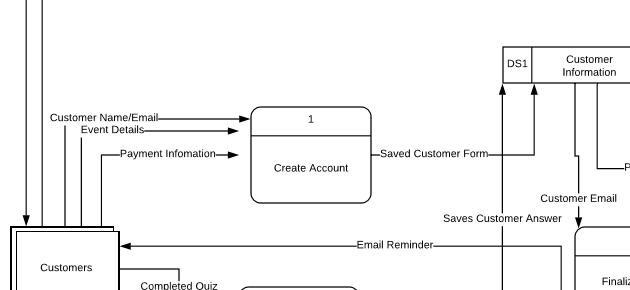 DS1
Customer
Information
Customer Name/Email
1
Event Details
Payment Infomation
Saved Customer Form
Create Account
P
Customer Email
Saves Customer Answer
Email Reminder
Customers
Completed Quiz
Finaliz